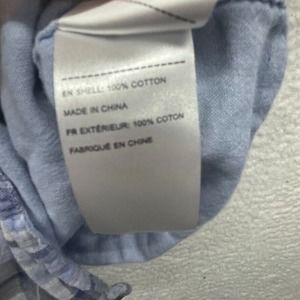 EN SHELL: 100% COTTON
MADE IN CHINA
FR EXTÉRIEUR: 100% COTON
FABRIQUÉ EN CHINE